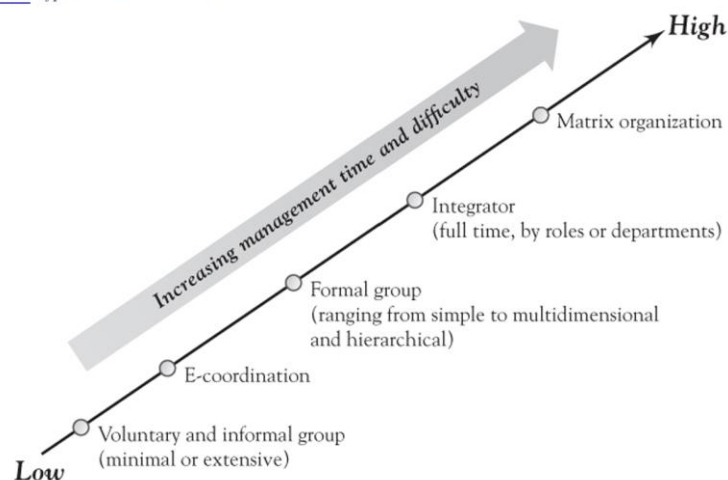 High
Increasing management time and difficulty
Matrix organization
Integrator
(full time, by roles or departments)
Formal group
(ranging from simple to multidimensional
and hierarchical)
E-coordination
Voluntary and informal group
(minimal or extensive)
Low